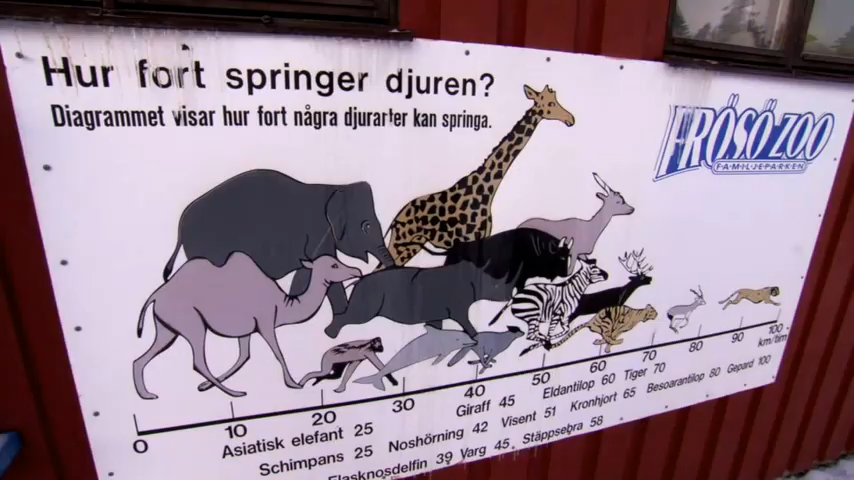 Hur fort springer djuren?
Diagrammet visar hur fort några djurarter kan springa.
FRÖSÖ ZOO
FAMILJEPARKEN
0 10 20 30 40 50 60 70 80 90 100
km/tim
Asiatisk elefant 25 Giraff 45 Eldantilop 60 Tiger 70
Schimpans 25 Noshörning 42 Visent 51 Kronhjort 65 Besoarantilop 80 Gepard 100
Flasknosdelfin 39 Varg 45 Stäppsebra 58